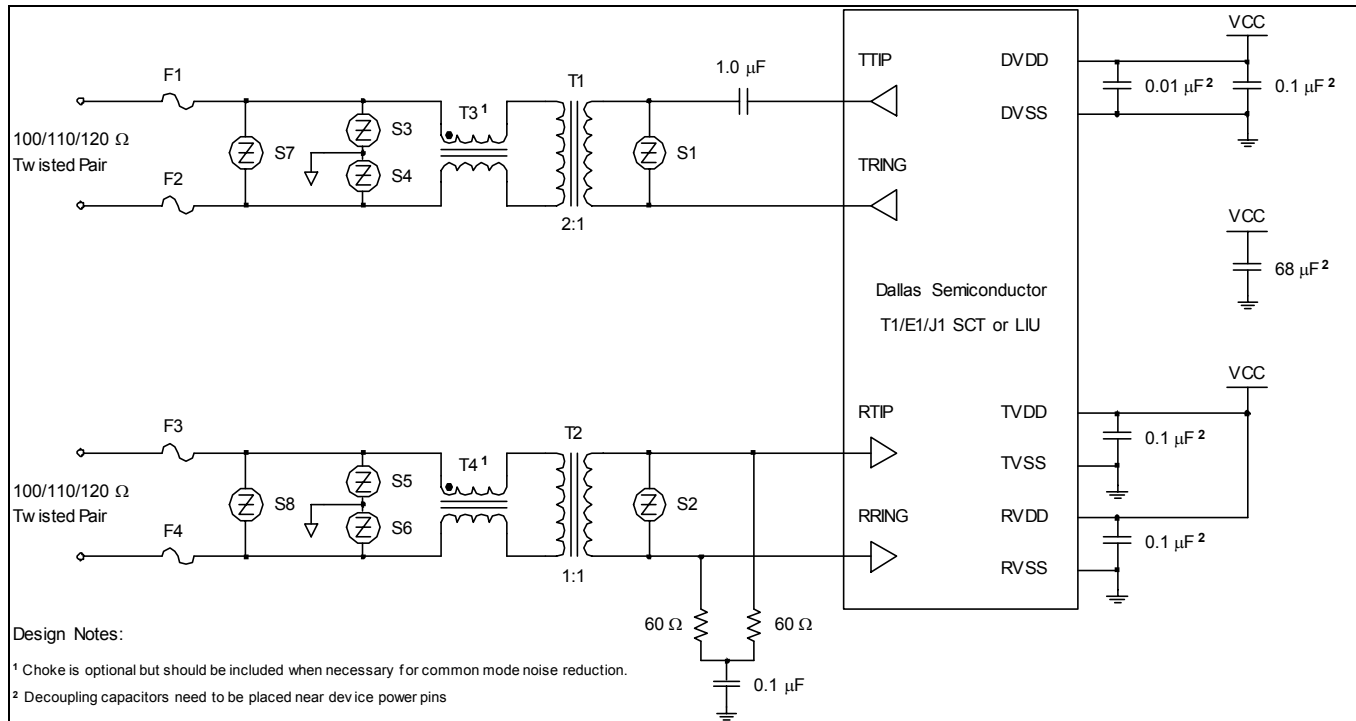 F1
100/110/120 Ω
Twisted Pair
F2
S7
S3
S4
T3¹
T1
2:1
S1
1.0 μF
TTIP
TRING
DVDD
DVSS
VCC
0.01 μF²
0.1 μF²
VCC
68 μF²
Dallas Semiconductor
T1/E1/J1 SCT or LIU
F3
100/110/120 Ω
Twisted Pair
F4
S8
S5
S6
T4¹
T2
1:1
S2
60 Ω
60 Ω
0.1 μF
RTIP
RRING
TVDD
TVSS
RVDD
RVSS
VCC
0.1 μF²
0.1 μF²
Design Notes:
¹ Choke is optional but should be included when necessary for common mode noise reduction.
² Decoupling capacitors need to be placed near device power pins